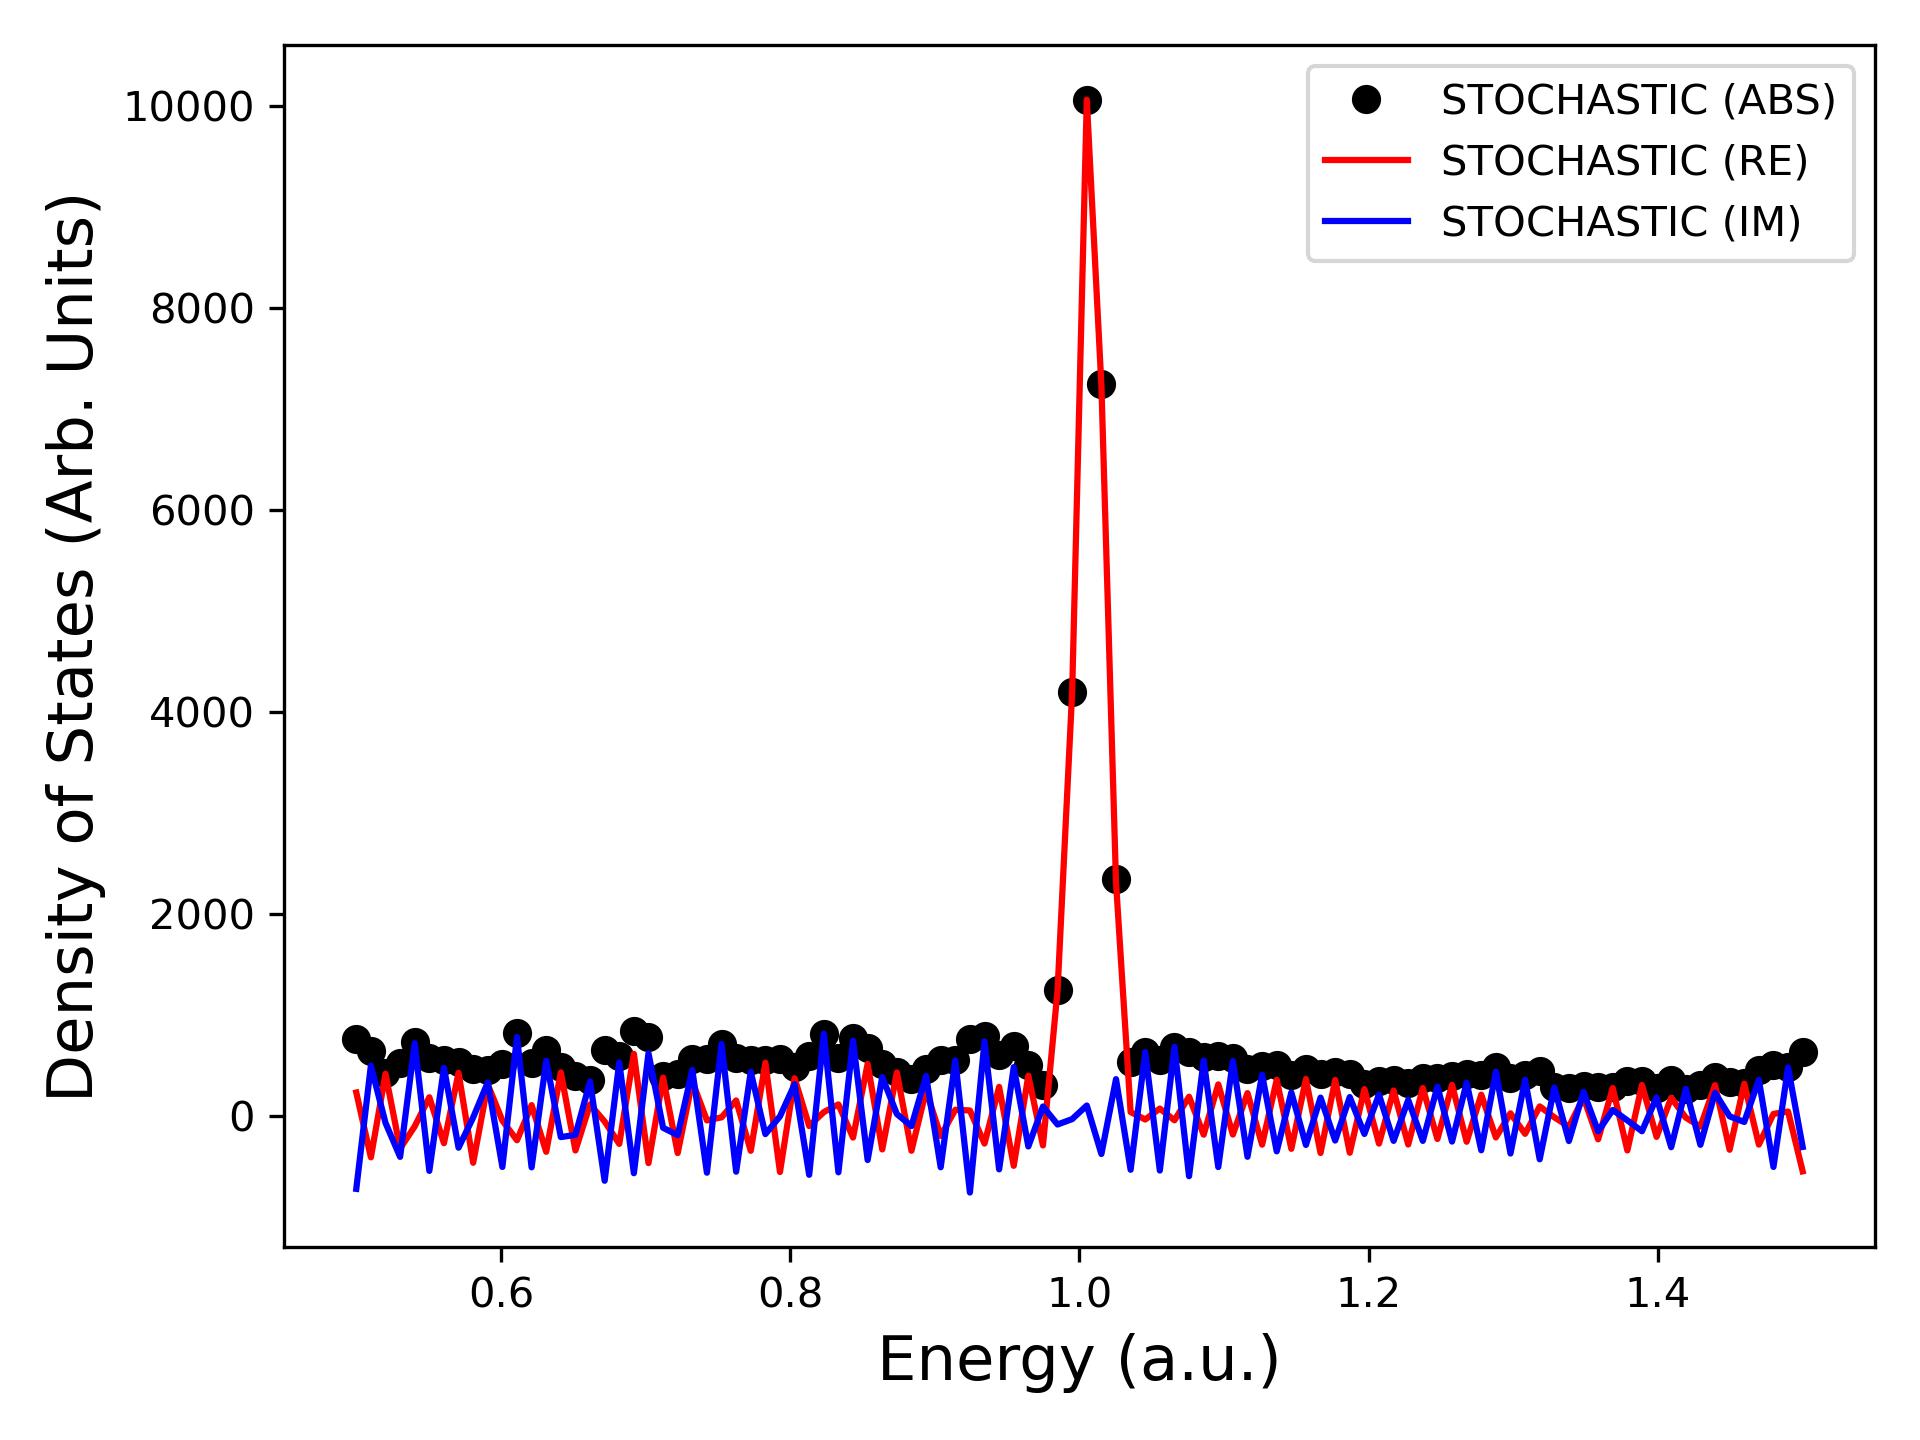 STOCHASTIC (ABS)
STOCHASTIC (RE)
STOCHASTIC (IM)
Density of States (Arb. Units)
10000
8000
6000
4000
2000
0
0.6 0.8 1.0 1.2 1.4
Energy (a.u.)